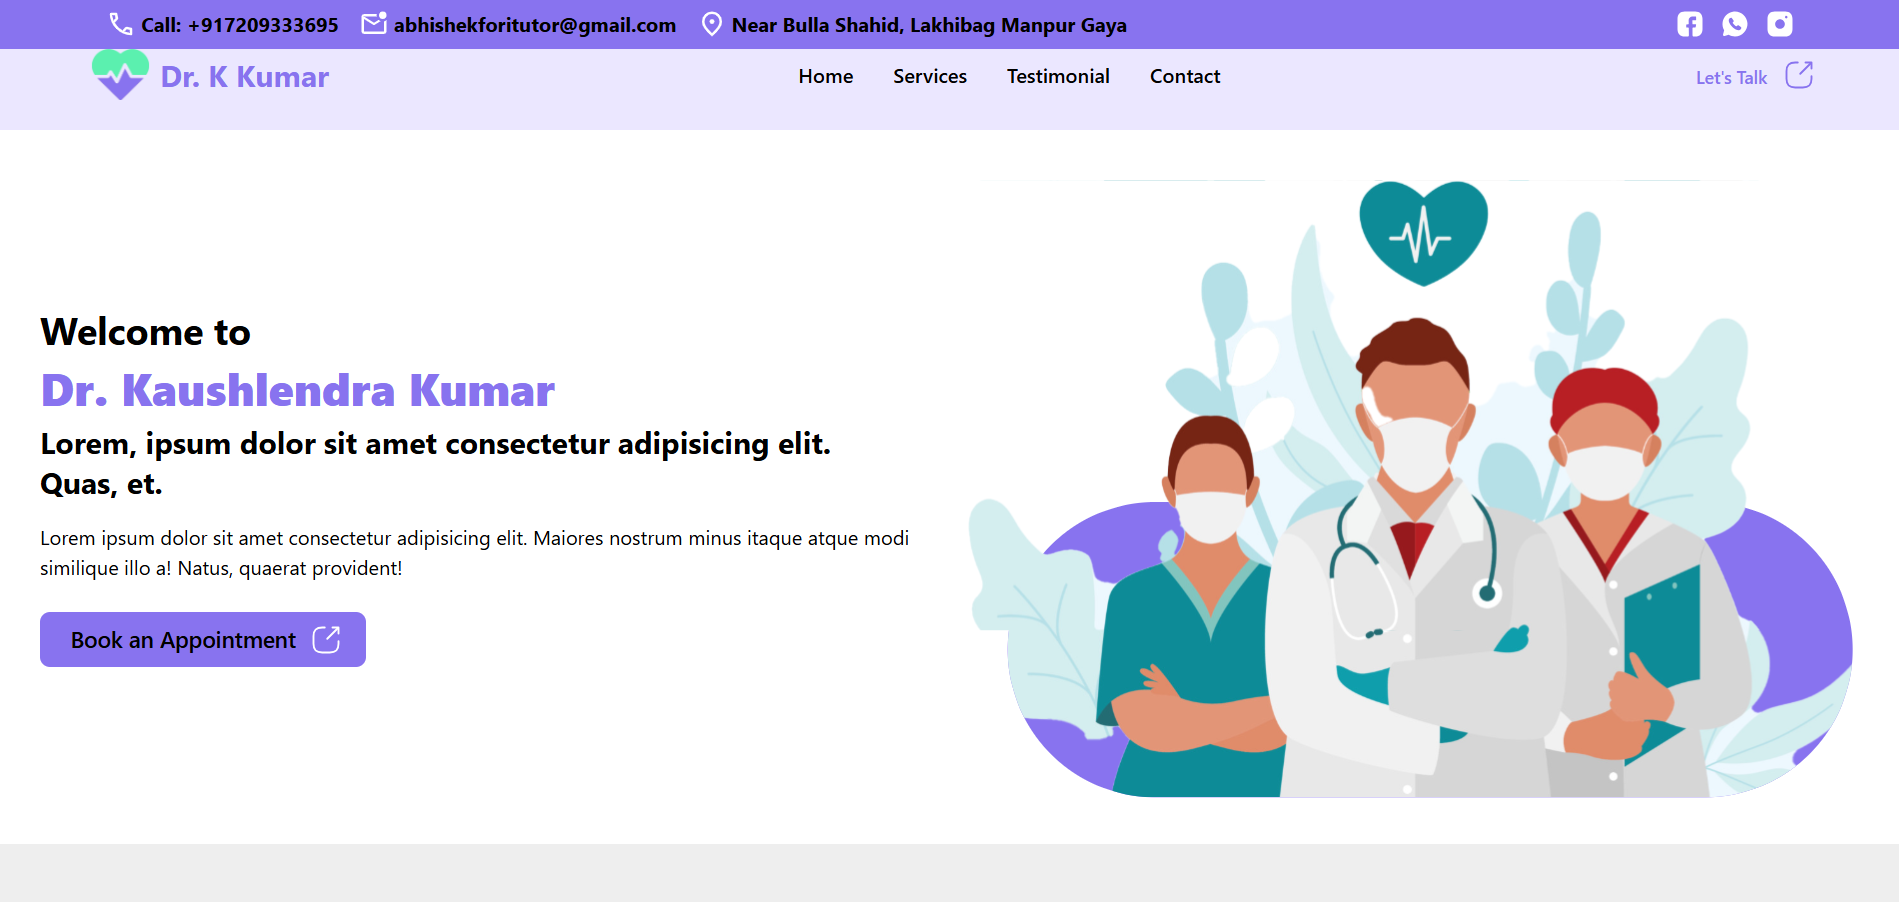 Call: +917209333695 abhishekforitutor@gmail.com Near Bulla Shahid, Lakhibag Manpur Gaya
Dr. K Kumar Home Services Testimonial Contact Let's Talk
Welcome to
Dr. Kaushlendra Kumar
Lorem, ipsum dolor sit amet consectetur adipisicing elit.
Quas, et.
Lorem ipsum dolor sit amet consectetur adipisicing elit. Maiores nostrum minus itaque atque modi
similique illo a! Natus, quaerat provident!
Book an Appointment